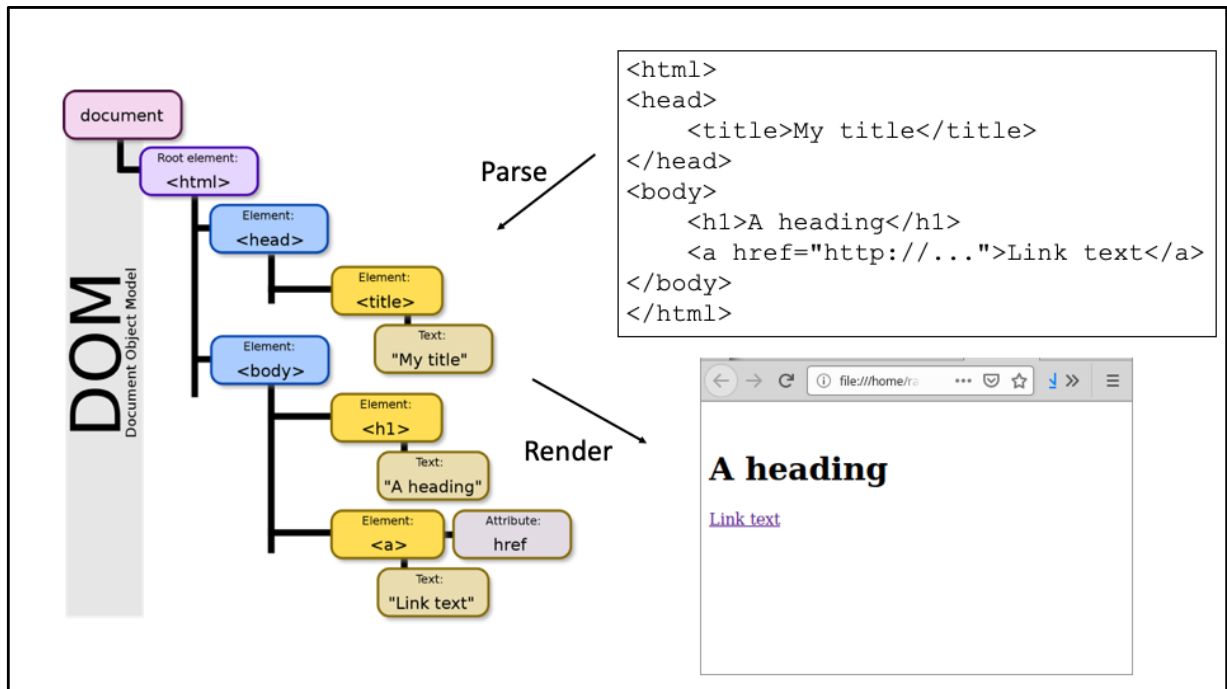 document
Root element:
<html>
Element:
<head>
Element:
<title>
Text:
"My title"
Element:
<body>
Element:
<h1>
Text:
"A heading"
Element:
<a>
Attribute:
href
Text:
"Link text"
DOM
Document Object Model
Parse
Render
<html>
<head>
    <title>My title</title>
</head>
<body>
    <h1>A heading</h1>
    <a href="http://...">Link text</a>
</body>
</html>
file:///home/ra
A heading
Link text